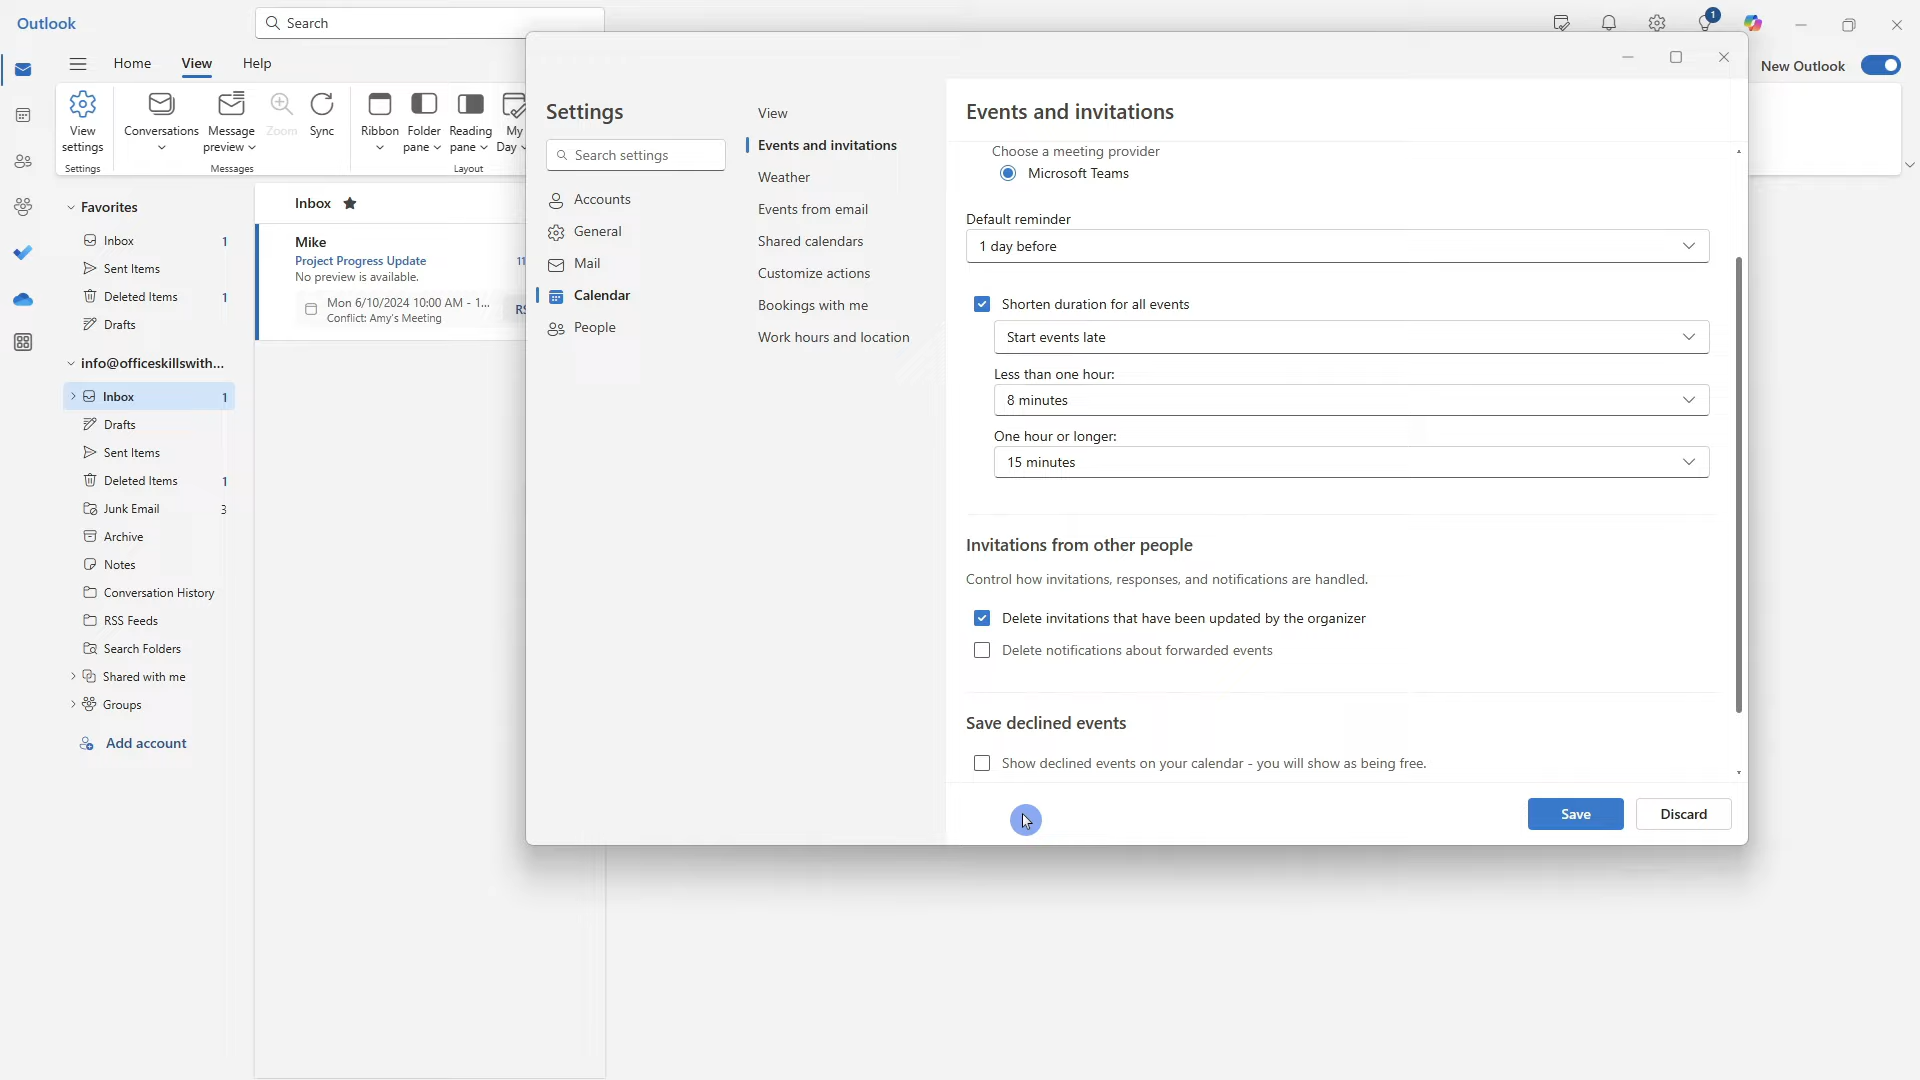 Outlook
Search
1
Home
View
Help
New Outlook
View settings
Conversations
Message preview
Zoom
Sync
Ribbon
Folder pane
Reading pane
My Day
Settings
Messages
Layout
Favorites
Inbox 1
Sent Items
Deleted Items 1
Drafts
info@officeskillswith...
Inbox 1
Drafts
Sent Items
Deleted Items 1
Junk Email 3
Archive
Notes
Conversation History
RSS Feeds
Search Folders
Shared with me
Groups
Add account
Inbox
Mike
Project Progress Update 11
No preview is available.
Mon 6/10/2024 10:00 AM - 1...
Conflict: Amy's Meeting
RS
Settings
Search settings
Accounts
General
Mail
Calendar
People
View
Events and invitations
Weather
Events from email
Shared calendars
Customize actions
Bookings with me
Work hours and location
Events and invitations
Choose a meeting provider
Microsoft Teams
Default reminder
1 day before
Shorten duration for all events
Start events late
Less than one hour:
8 minutes
One hour or longer:
15 minutes
Invitations from other people
Control how invitations, responses, and notifications are handled.
Delete invitations that have been updated by the organizer
Delete notifications about forwarded events
Save declined events
Show declined events on your calendar - you will show as being free.
Save
Discard